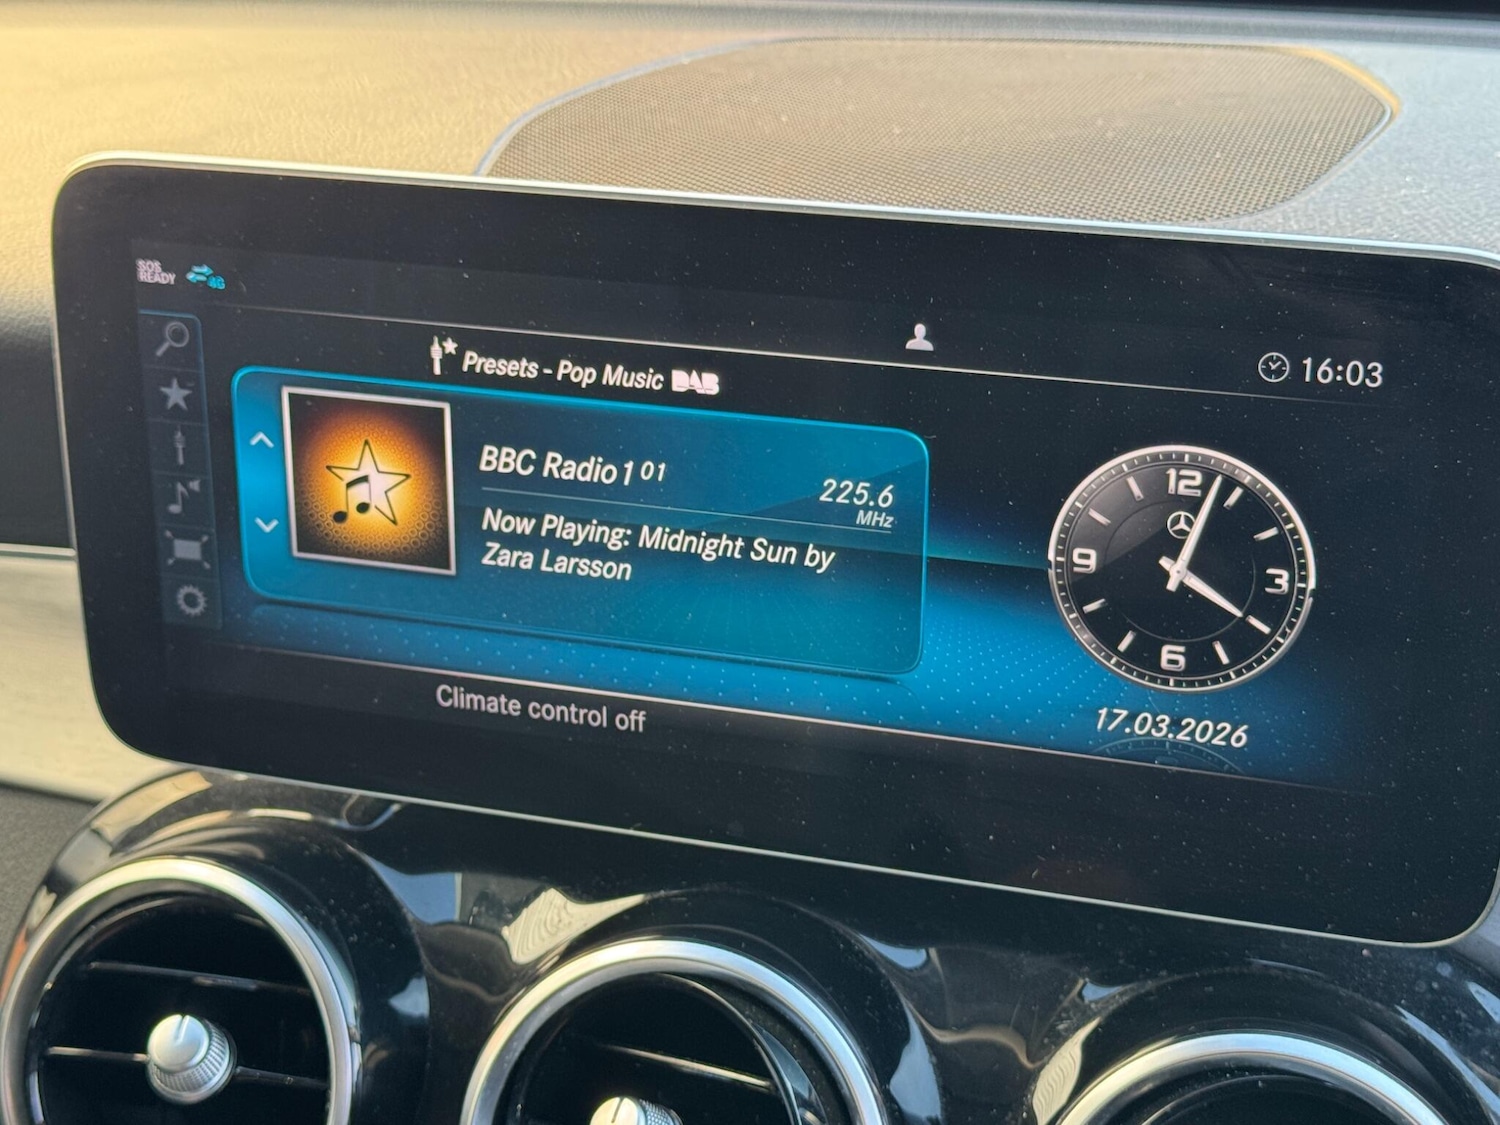 SOS
READY
4G
Presets - Pop Music DAB
16:03
BBC Radio 1 01
225.6
MHz
Now Playing: Midnight Sun by
Zara Larsson
12
9
3
6
Climate control off
17.03.2026